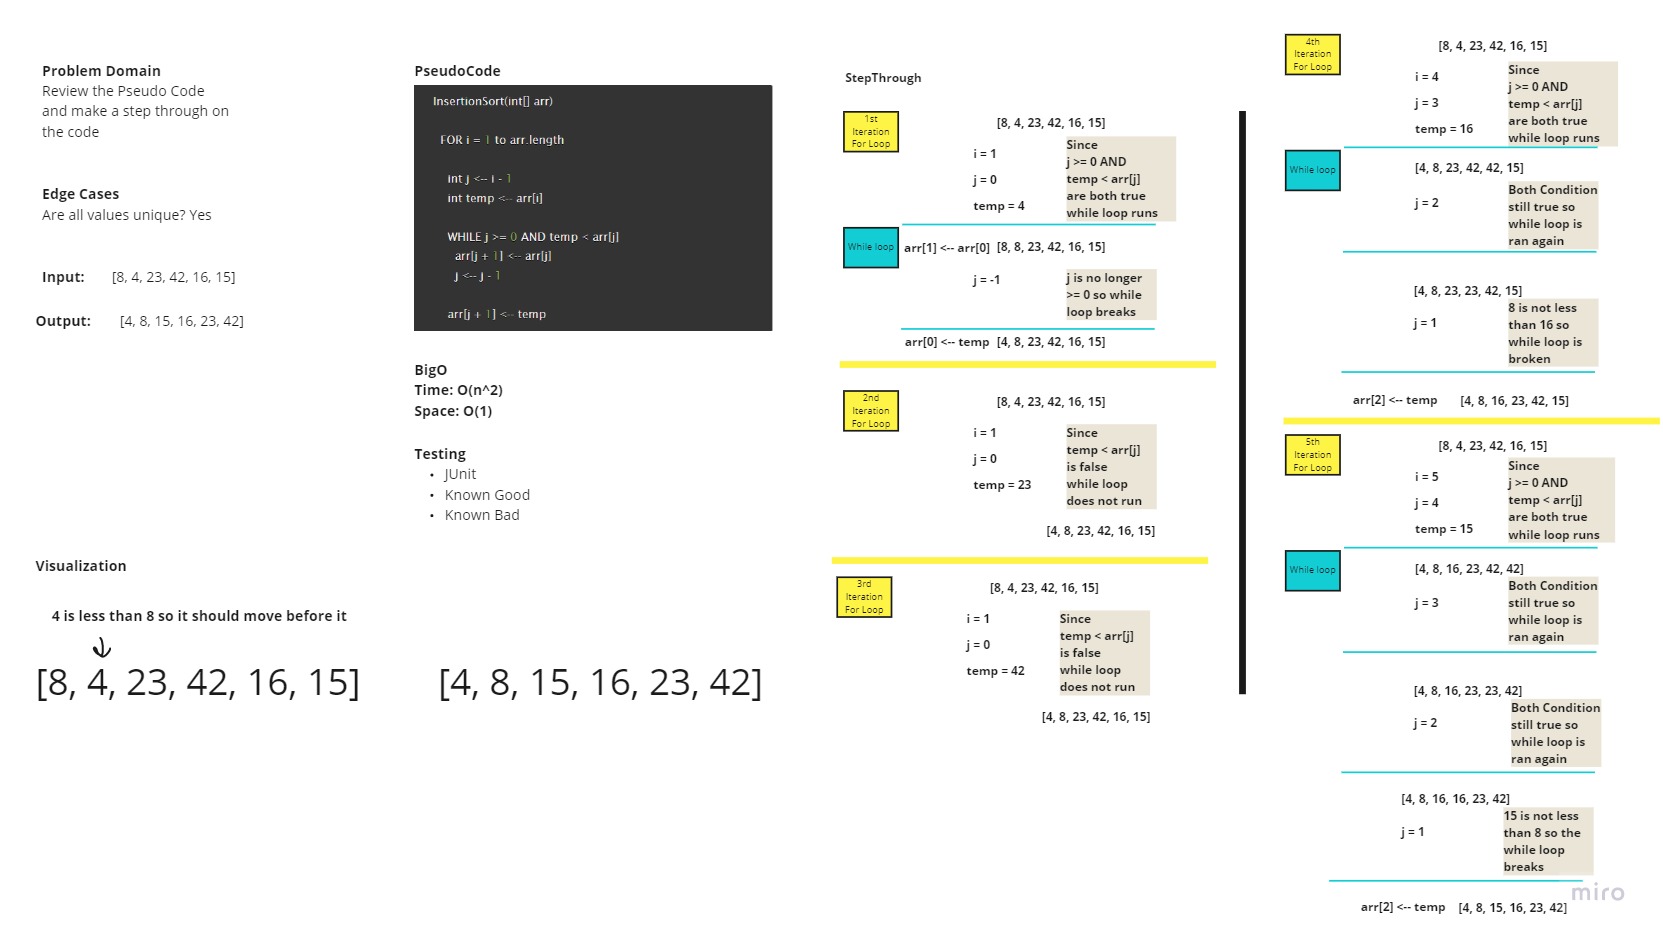 Problem Domain
Review the Pseudo Code
and make a step through on
the code
Edge Cases
Are all values unique? Yes
Input: [8, 4, 23, 42, 16, 15]
Output: [4, 8, 15, 16, 23, 42]
PseudoCode
InsertionSort(int[] arr)
FOR i = 1 to arr.length
int j <-- i - 1
int temp <-- arr[i]
WHILE j >= 0 AND temp < arr[j]
arr[j + 1] <-- arr[j]
j <-- j - 1
arr[j + 1] <-- temp
BigO
Time: O(n^2)
Space: O(1)
Testing
• JUnit
• Known Good
• Known Bad
Visualization
4 is less than 8 so it should move before it
[8, 4, 23, 42, 16, 15]
[4, 8, 15, 16, 23, 42]
StepThrough
1st
Iteration
For Loop
[8, 4, 23, 42, 16, 15]
i = 1
j = 0
temp = 4
Since
j >= 0 AND
temp < arr[j]
are both true
while loop runs
While loop
arr[1] <-- arr[0] [8, 8, 23, 42, 16, 15]
j = -1
j is no longer
>= 0 so while
loop breaks
arr[0] <-- temp [4, 8, 23, 42, 16, 15]
2nd
Iteration
For Loop
[8, 4, 23, 42, 16, 15]
i = 1
j = 0
temp = 23
Since
temp < arr[j]
is false
while loop
does not run
[4, 8, 23, 42, 16, 15]
3rd
Iteration
For Loop
[8, 4, 23, 42, 16, 15]
i = 1
j = 0
temp = 42
Since
temp < arr[j]
is false
while loop
does not run
[4, 8, 23, 42, 16, 15]
4th
Iteration
For Loop
[8, 4, 23, 42, 16, 15]
i = 4
j = 3
temp = 16
Since
j >= 0 AND
temp < arr[j]
are both true
while loop runs
While loop
[4, 8, 23, 42, 42, 15]
j = 2
Both Condition
still true so
while loop is
ran again
[4, 8, 23, 23, 42, 15]
j = 1
8 is not less
than 16 so
while loop is
broken
arr[2] <-- temp [4, 8, 16, 23, 42, 15]
5th
Iteration
For Loop
[8, 4, 23, 42, 16, 15]
i = 5
j = 4
temp = 15
Since
j >= 0 AND
temp < arr[j]
are both true
while loop runs
While loop
[4, 8, 16, 23, 42, 42]
j = 3
Both Condition
still true so
while loop is
ran again
[4, 8, 16, 23, 23, 42]
j = 2
Both Condition
still true so
while loop is
ran again
[4, 8, 16, 16, 23, 42]
j = 1
15 is not less
than 8 so the
while loop
breaks
arr[2] <-- temp [4, 8, 15, 16, 23, 42]
miro